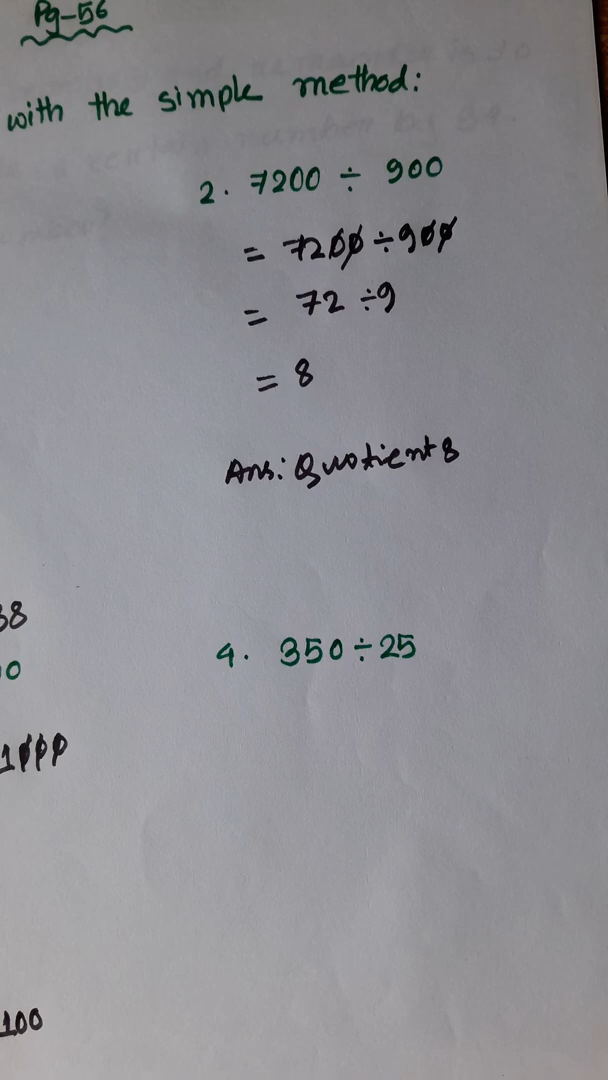 Pg-56
with the simple method:
2. 7200 ÷ 900
= 7200 ÷ 900
= 72 ÷ 9
= 8
Ans: Quotient 8
38
4. 350 ÷ 25
0
1000
100